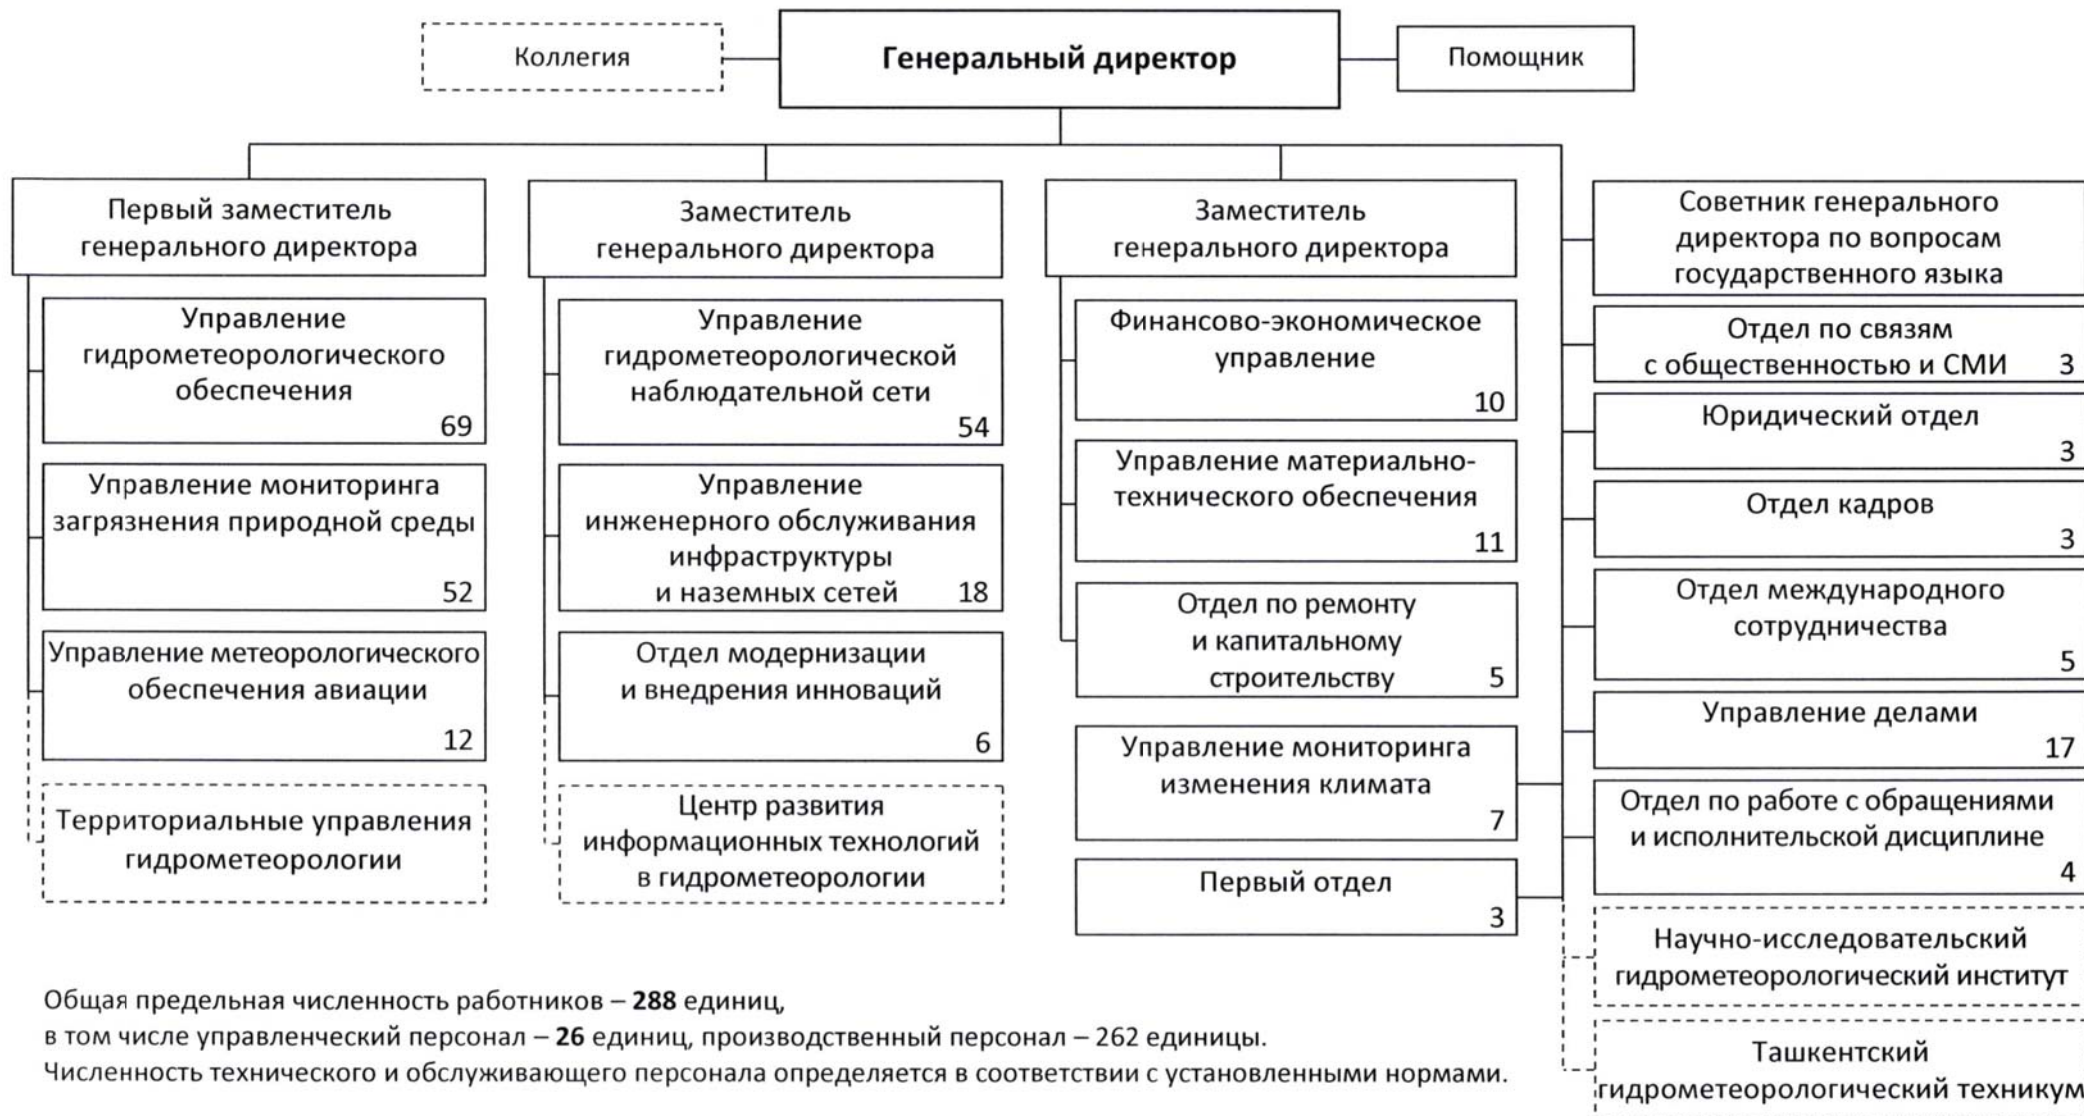 Коллегия
Генеральный директор
Помощник
Первый заместитель
генерального директора
Управление
гидрометеорологического
обеспечения
69
Управление мониторинга
загрязнения природной среды
52
Управление метеорологического
обеспечения авиации
12
Территориальные управления
гидрометеорологии
Заместитель
генерального директора
Управление
гидрометеорологической
наблюдательной сети
54
Управление
инженерного обслуживания
инфраструктуры
и наземных сетей 18
Отдел модернизации
и внедрения инноваций
6
Центр развития
информационных технологий
в гидрометеорологии
Заместитель
генерального директора
Финансово-экономическое
управление
10
Управление материально-
технического обеспечения
11
Отдел по ремонту
и капитальному
строительству 5
Управление мониторинга
изменения климата
7
Первый отдел
3
Советник генерального
директора по вопросам
государственного языка
Отдел по связям
с общественностью и СМИ 3
Юридический отдел
3
Отдел кадров
3
Отдел международного
сотрудничества
5
Управление делами
17
Отдел по работе с обращениями
и исполнительской дисциплине
4
Научно-исследовательский
гидрометеорологический институт
Ташкентский
гидрометеорологический техникум
Общая предельная численность работников – 288 единиц,
в том числе управленческий персонал – 26 единиц, производственный персонал – 262 единицы.
Численность технического и обслуживающего персонала определяется в соответствии с установленными нормами.